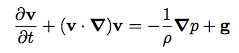 ∂𝐯/∂t + (𝐯 · ∇)𝐯 = −1/ρ ∇p + 𝐠